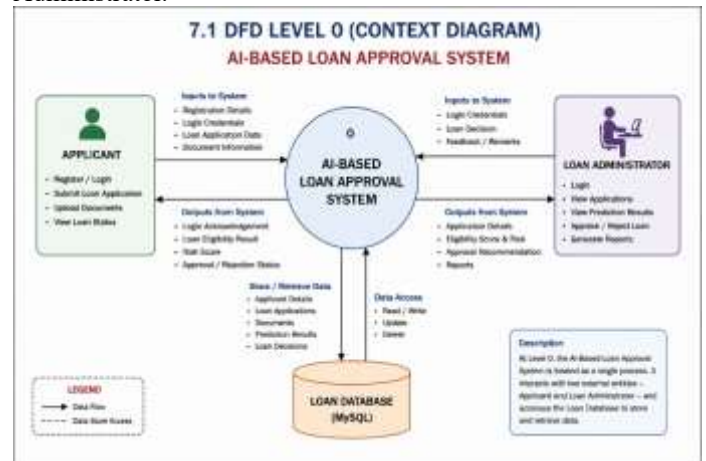 7.1 DFD LEVEL 0 (CONTEXT DIAGRAM)
AI-BASED LOAN APPROVAL SYSTEM
Inputs to System
• Registration Details
• Login Credentials
• Loan Application Data
• Document Information
Inputs to System
• Login Credentials
• Loan Decision
• Feedback / Remarks
APPLICANT
• Register / Login
• Submit Loan Application
• Upload Documents
• View Loan Status
0
AI-BASED
LOAN APPROVAL
SYSTEM
LOAN ADMINISTRATOR
• Login
• View Applications
• View Prediction Results
• Approve / Reject Loan
• Generate Reports
Outputs from System
• Login Acknowledgement
• Loan Eligibility Result
• Risk Score
• Approval / Rejection Status
Outputs from System
• Application Details
• Eligibility Score & Risk
• Approval Recommendation
• Reports
Store / Retrieve Data
• Applicant Details
• Loan Applications
• Documents
• Prediction Results
• Loan Decisions
Data Access
• Read / Write
• Update
• Delete
LEGEND
Data Flow
Data Store Access
LOAN DATABASE
(MySQL)
Description
At Level 0, the AI-Based Loan Approval
System is treated as a single process. It
interacts with two external entities –
Applicant and Loan Administrator – and
accesses the Loan Database to store
and retrieve data.